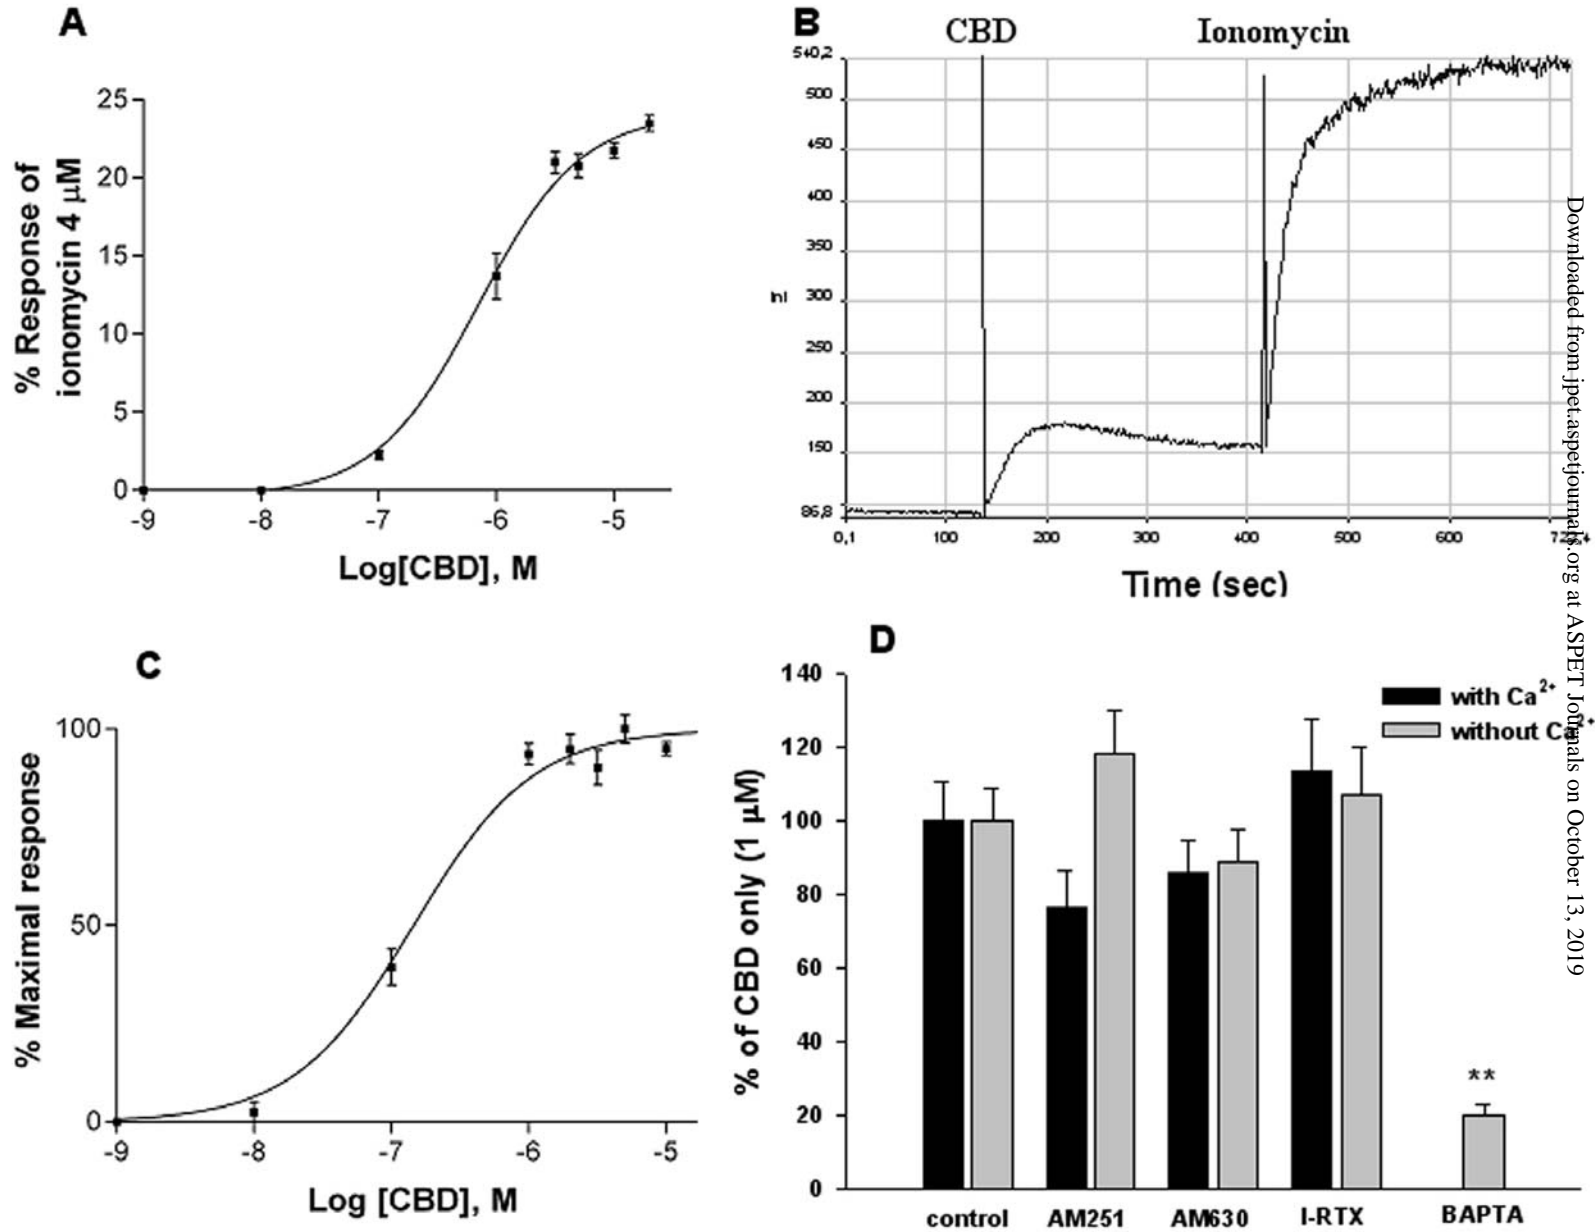 A
% Response of
ionomycin 4 µM
25
20
15
10
5
0
-9
-8
-7
-6
-5
Log[CBD], M
B
CBD
Ionomycin
540,2
500
450
400
350
300
250
200
150
86,8
Int
0,1
100
200
300
400
500
600
Time (sec)
C
% Maximal response
100
50
0
-9
-8
-7
-6
-5
Log [CBD], M
D
% of CBD only (1 µM)
140
120
100
80
60
40
20
0
with Ca2+
without Ca2+
**
control
AM251
AM630
I-RTX
BAPTA
Downloaded from jpet.aspetjournals.org at ASPET Journals on October 13, 2019